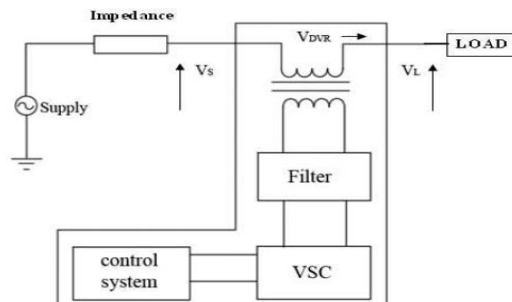 Impedance
VDVR
LOAD
VS
VL
Supply
Filter
control
system
VSC